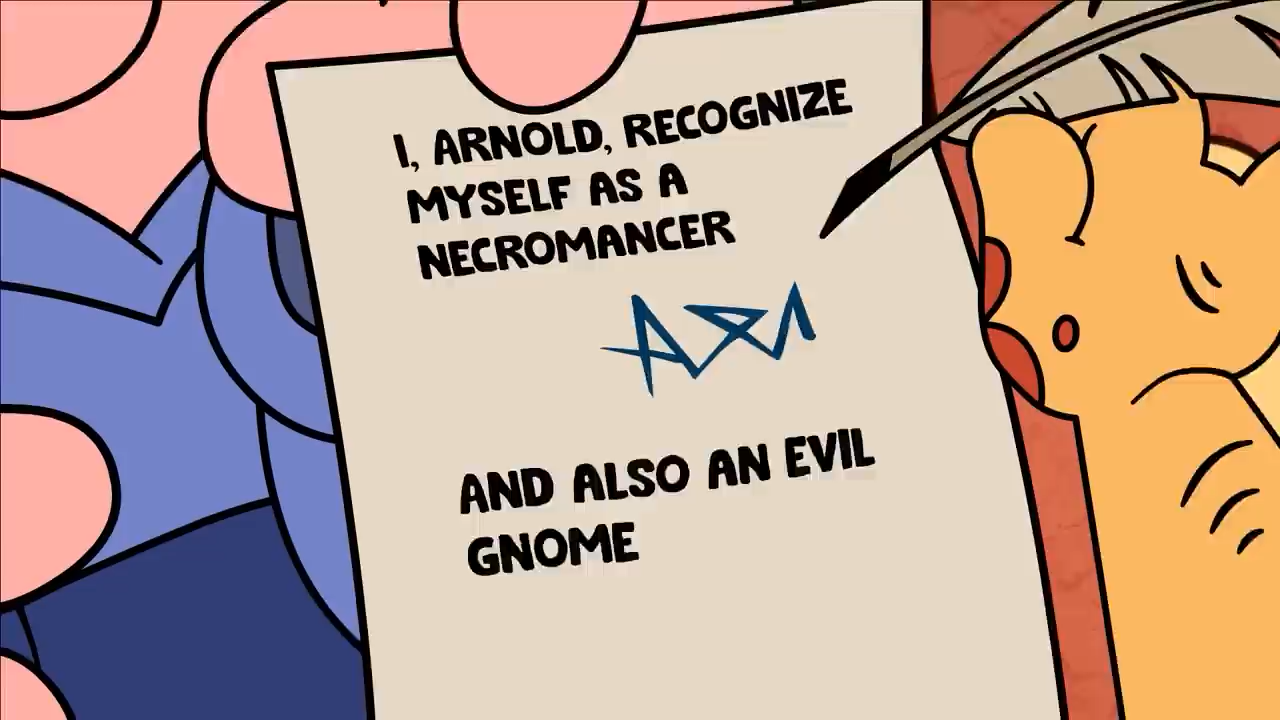 I, ARNOLD, RECOGNIZE
MYSELF AS A
NECROMANCER
AND ALSO AN EVIL
GNOME